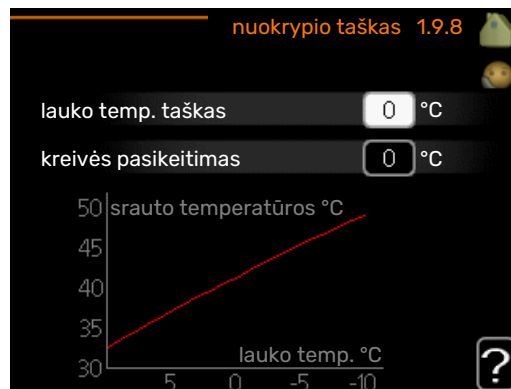 nuokrypio taškas 1.9.8
lauko temp. taškas 0 °C
kreivės pasikeitimas 0 °C
srauto temperatūros °C
50
45
40
35
30
lauko temp. °C
5 0 -5 -10
?